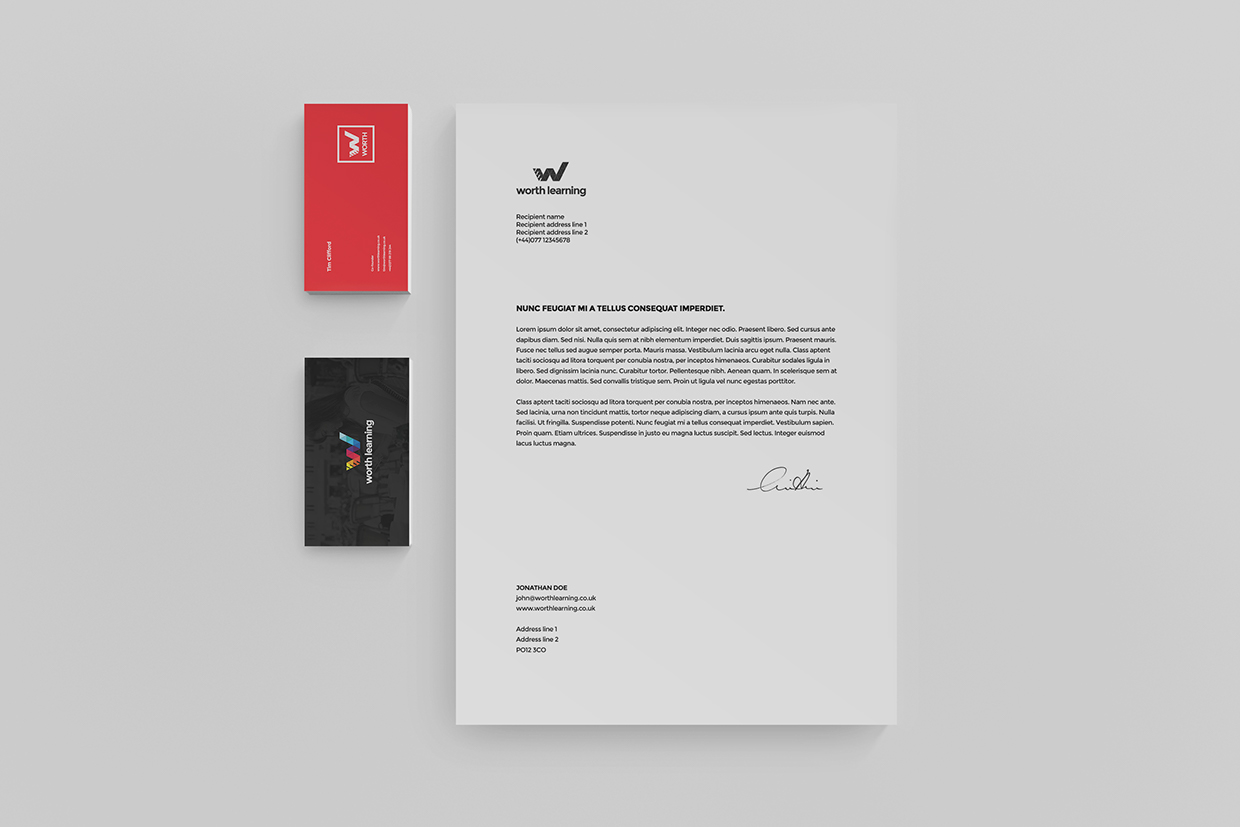 WORTH
Tim Clifford
Co-Founder
worth learning
worth learning
Recipient name
Recipient address line 1
Recipient address line 2
(+44)077 12345678
NUNC FEUGIAT MI A TELLUS CONSEQUAT IMPERDIET.
Lorem ipsum dolor sit amet, consectetur adipiscing elit. Integer nec odio. Praesent libero. Sed cursus ante
dapibus diam. Sed nisi. Nulla quis sem at nibh elementum imperdiet. Duis sagittis ipsum. Praesent mauris.
Fusce nec tellus sed augue semper porta. Mauris massa. Vestibulum lacinia arcu eget nulla. Class aptent
taciti sociosqu ad litora torquent per conubia nostra, per inceptos himenaeos. Curabitur sodales ligula in
libero. Sed dignissim lacinia nunc. Curabitur tortor. Pellentesque nibh. Aenean quam. In scelerisque sem at
dolor. Maecenas mattis. Sed convallis tristique sem. Proin ut ligula vel nunc egestas porttitor.
Class aptent taciti sociosqu ad litora torquent per conubia nostra, per inceptos himenaeos. Nam nec ante.
Sed lacinia, urna non tincidunt mattis, tortor neque adipiscing diam, a cursus ipsum ante quis turpis. Nulla
facilisi. Ut fringilla. Suspendisse potenti. Nunc feugiat mi a tellus consequat imperdiet. Vestibulum sapien.
Proin quam. Etiam ultrices. Suspendisse in justo eu magna luctus suscipit. Sed lectus. Integer euismod
lacus luctus magna.
JONATHAN DOE
john@worthlearning.co.uk
www.worthlearning.co.uk
Address line 1
Address line 2
PO12 3CO